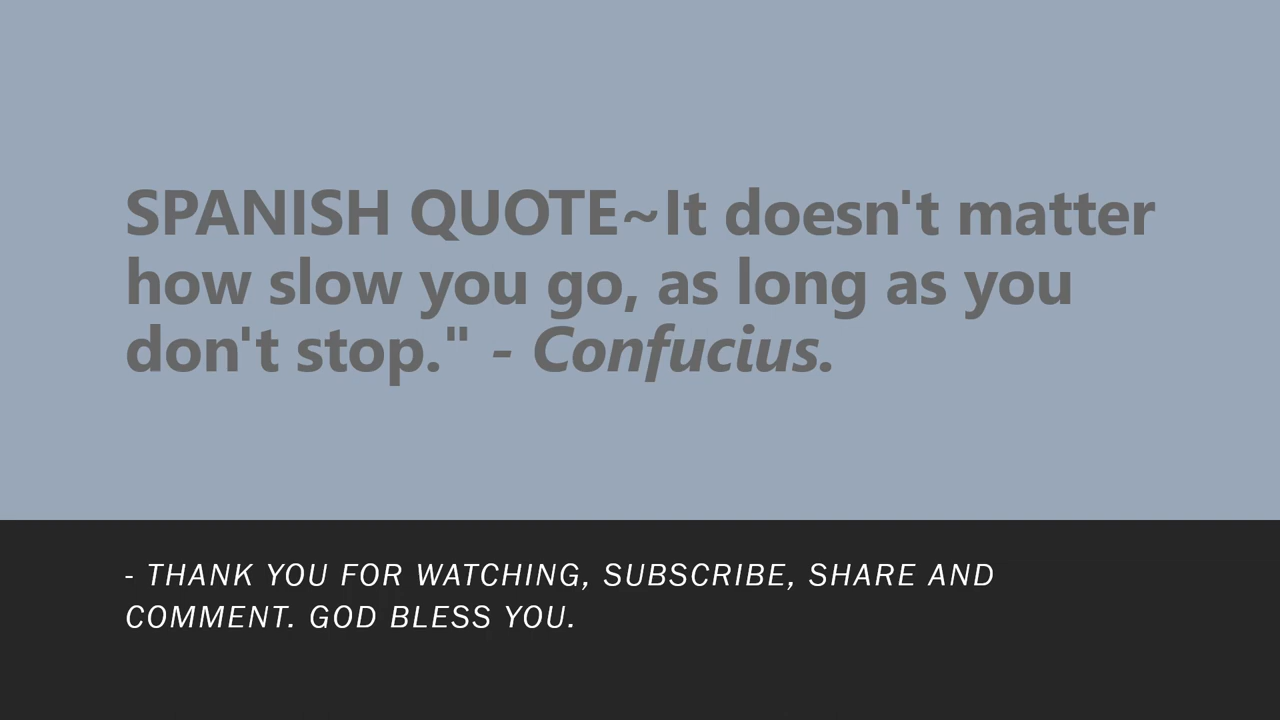 SPANISH QUOTE~It doesn't matter
how slow you go, as long as you
don't stop." - Confucius.
- THANK YOU FOR WATCHING, SUBSCRIBE, SHARE AND
COMMENT. GOD BLESS YOU.